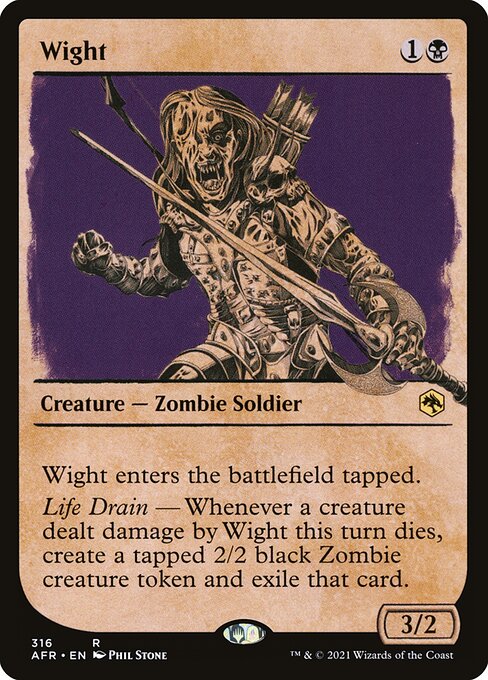 Wight 1
Creature — Zombie Soldier
Wight enters the battlefield tapped.
Life Drain — Whenever a creature
dealt damage by Wight this turn dies,
create a tapped 2/2 black Zombie
creature token and exile that card.
3/2
316 R
AFR • EN Phil Stone
™ & © 2021 Wizards of the Coast